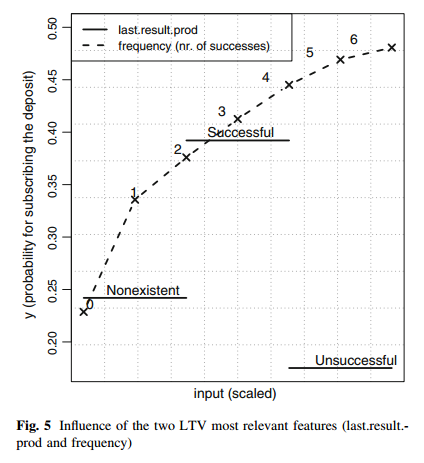 last.result.prod
frequency (nr. of successes)
y (probability for subscribing the deposit)
0.50
0.45
0.40
0.35
0.30
0.25
0.20
0
1
2
3
4
5
6
Successful
Nonexistent
Unsuccessful
input (scaled)
Fig. 5 Influence of the two LTV most relevant features (last.result.-
prod and frequency)